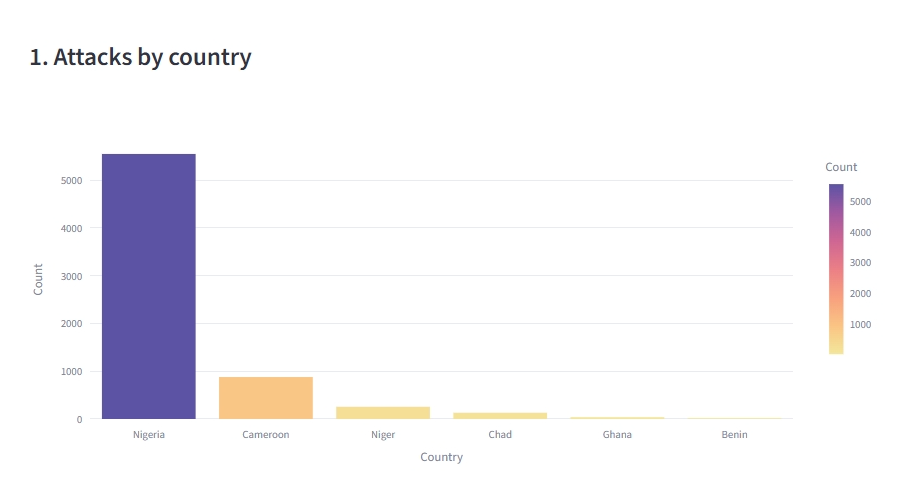 1. Attacks by country
Count
5000
4000
3000
2000
1000
0
Nigeria
Cameroon
Niger
Chad
Ghana
Benin
Country
Count
5000
4000
3000
2000
1000